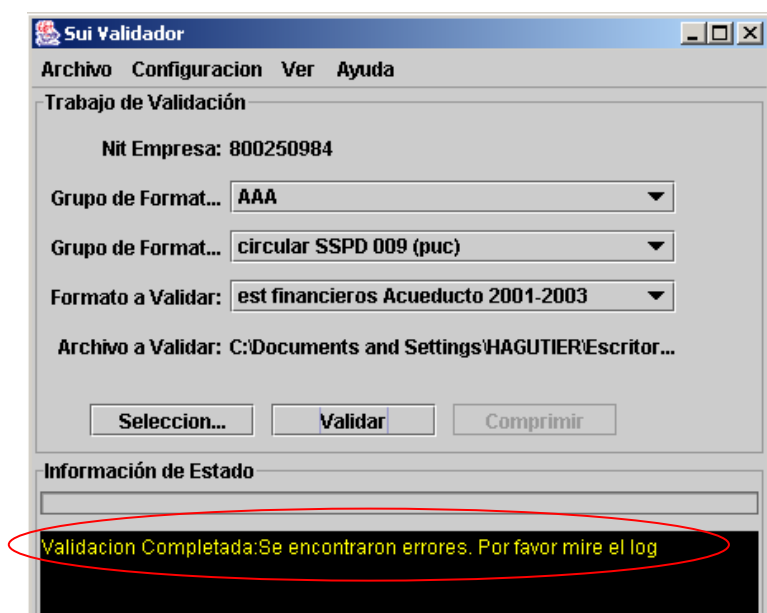 Sui Validador
Archivo Configuracion Ver Ayuda
Trabajo de Validación
Nit Empresa: 800250984
Grupo de Format... AAA
Grupo de Format... circular SSPD 009 (puc)
Formato a Validar: est financieros Acueducto 2001-2003
Archivo a Validar: C:\Documents and Settings\HAGUTIER\Escritor...
Seleccion... Validar Comprimir
Información de Estado
Validacion Completada:Se encontraron errores. Por favor mire el log